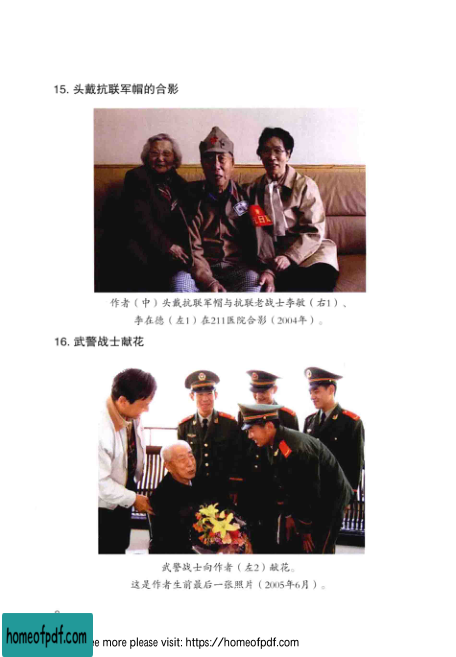 15. 头戴抗联军帽的合影
作者（中）头戴抗联军帽与抗联老战士李敏（右1）、
李在德（左1）在211医院合影（2004年）。
16. 武警战士献花
武警战士向作者（左2）献花。
这是作者生前最后一张照片（2005年6月）。
homeofpdf.com
ee more please visit: https://homeofpdf.com